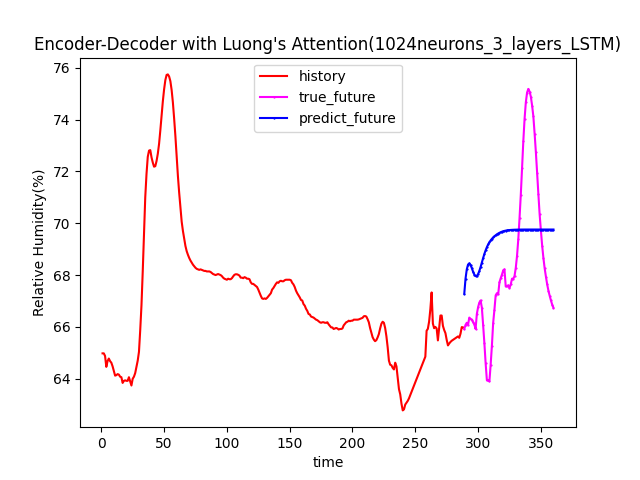 Encoder-Decoder with Luong's Attention(1024neurons_3_layers_LSTM)
history
true_future
predict_future
Relative Humidity(%)
76
74
72
70
68
66
64
0 50 100 150 200 250 300 350
time